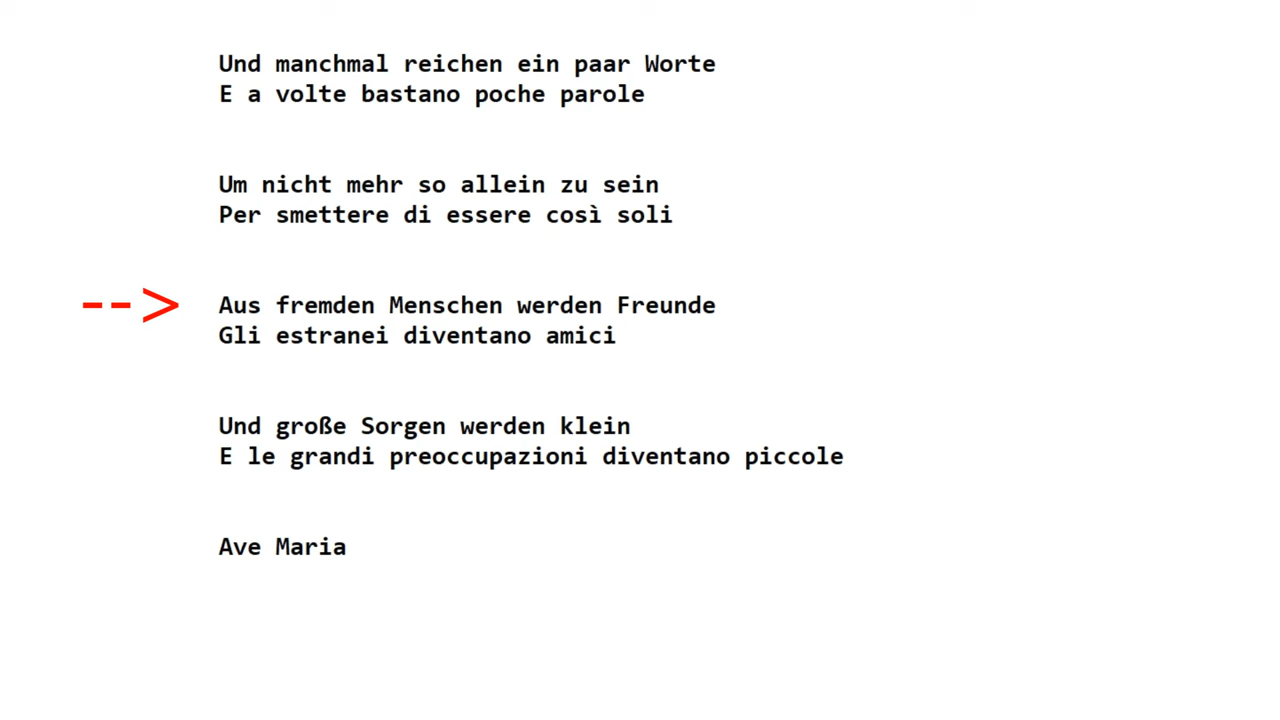 Und manchmal reichen ein paar Worte
E a volte bastano poche parole
Um nicht mehr so allein zu sein
Per smettere di essere così soli
--> Aus fremden Menschen werden Freunde
Gli estranei diventano amici
Und große Sorgen werden klein
E le grandi preoccupazioni diventano piccole
Ave Maria